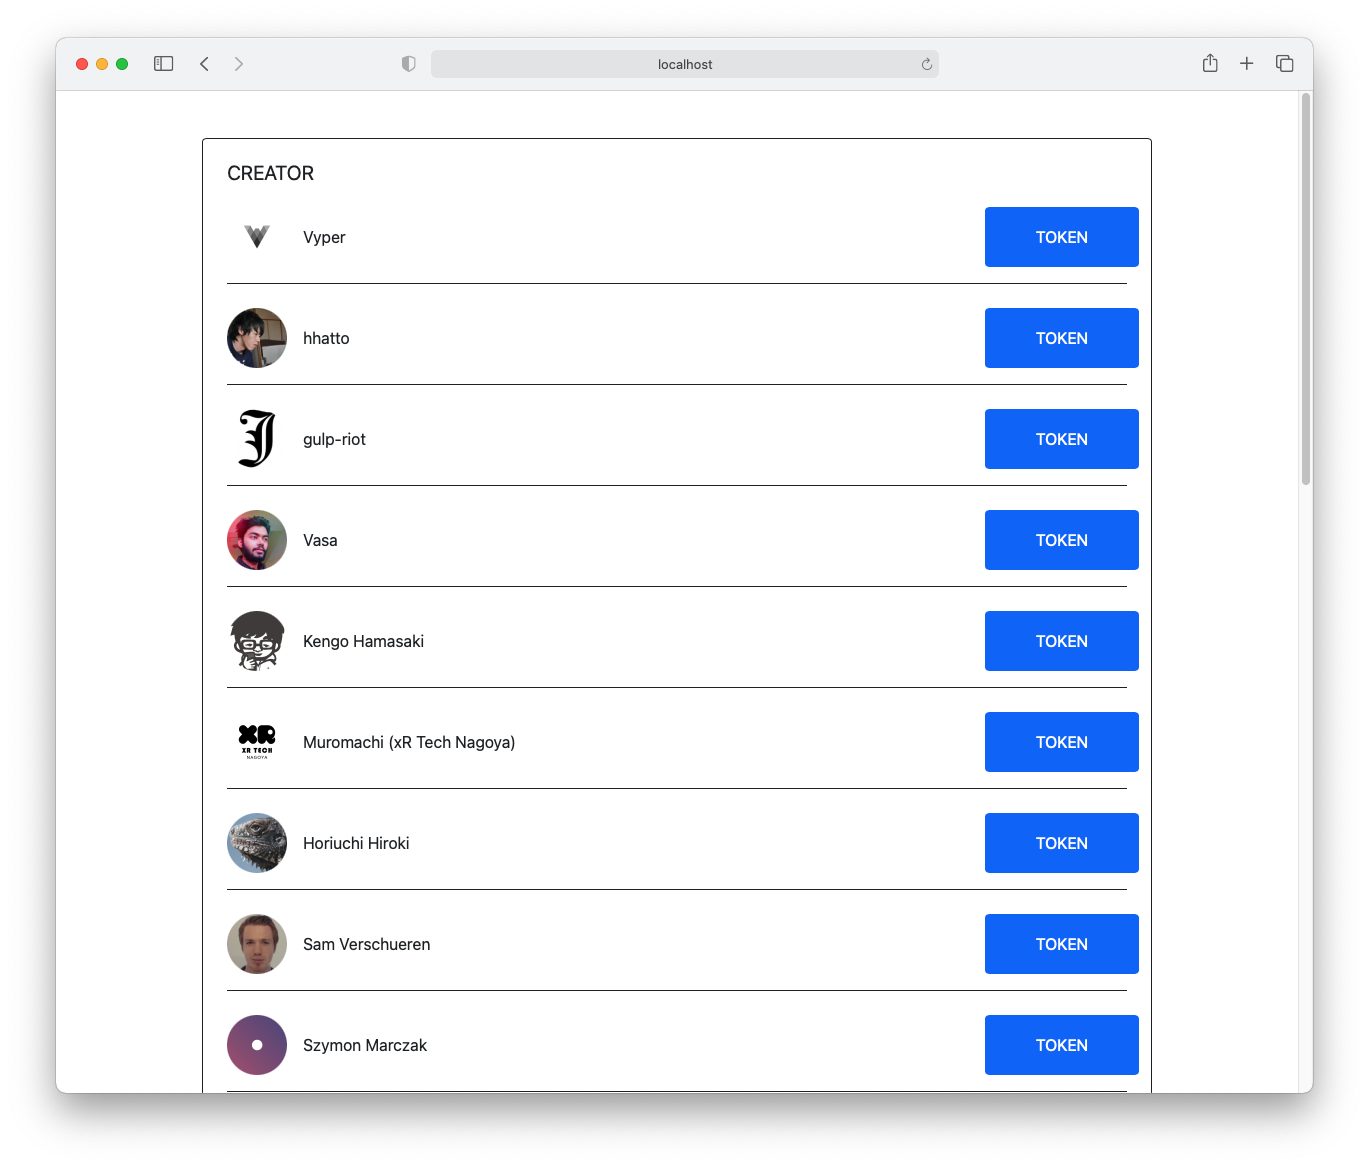 localhost
CREATOR
Vyper TOKEN
hhatto TOKEN
gulp-riot TOKEN
Vasa TOKEN
Kengo Hamasaki TOKEN
XR
XR TECH
NAGOYA
Muromachi (xR Tech Nagoya) TOKEN
Horiuchi Hiroki TOKEN
Sam Verschueren TOKEN
Szymon Marczak TOKEN